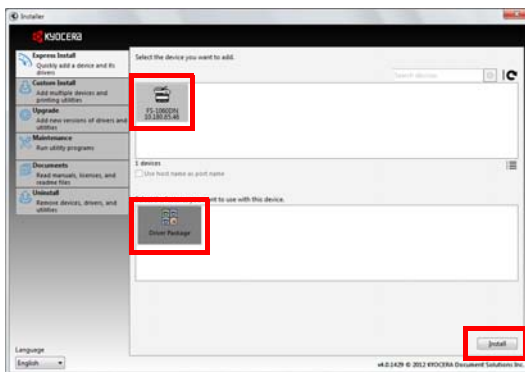 Installer
KYOCERA
Express Install
Quickly add a device and its
drivers
Custom Install
Add multiple devices and
printing utilities
Upgrade
Add new versions of drivers and
utilities
Maintenance
Run utility programs
Documents
Read manuals, licenses, and
readme files
Uninstall
Remove devices, drivers, and
utilities
Language
English
Select the device you want to add.
Search devices
FS-1060DN
10.180.65.46
1 devices
Use host name as port name
want to use with this device.
Driver Package
Install
v4.0.1429 © 2012 KYOCERA Document Solutions Inc.